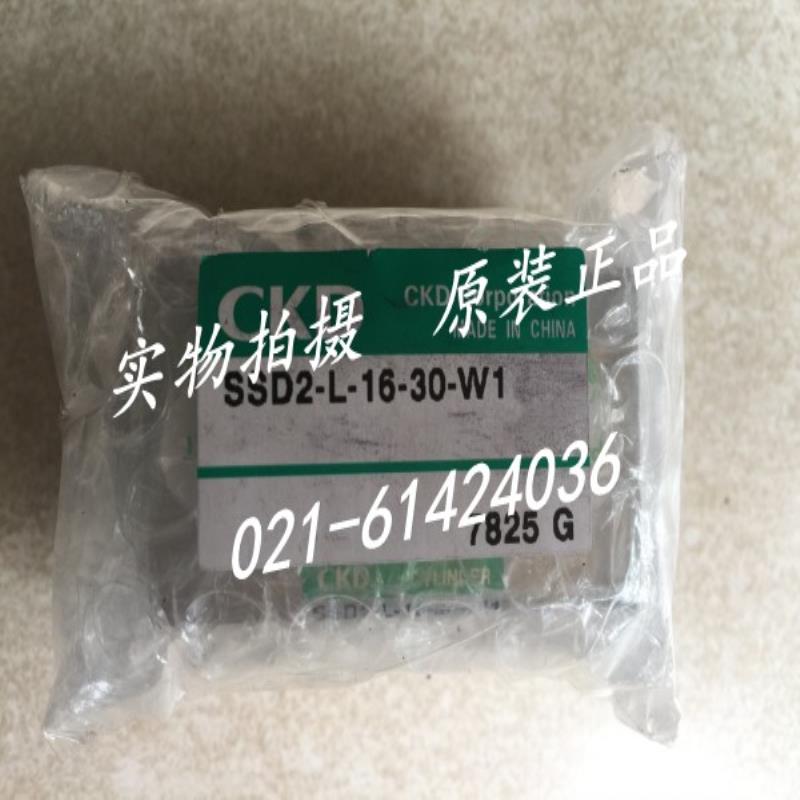 CKD
CKD Corporation
MADE IN CHINA
实物拍摄 原装正品
SSD2-L-16-30-W1
021-61424036
7825 G
CKD CYLINDER